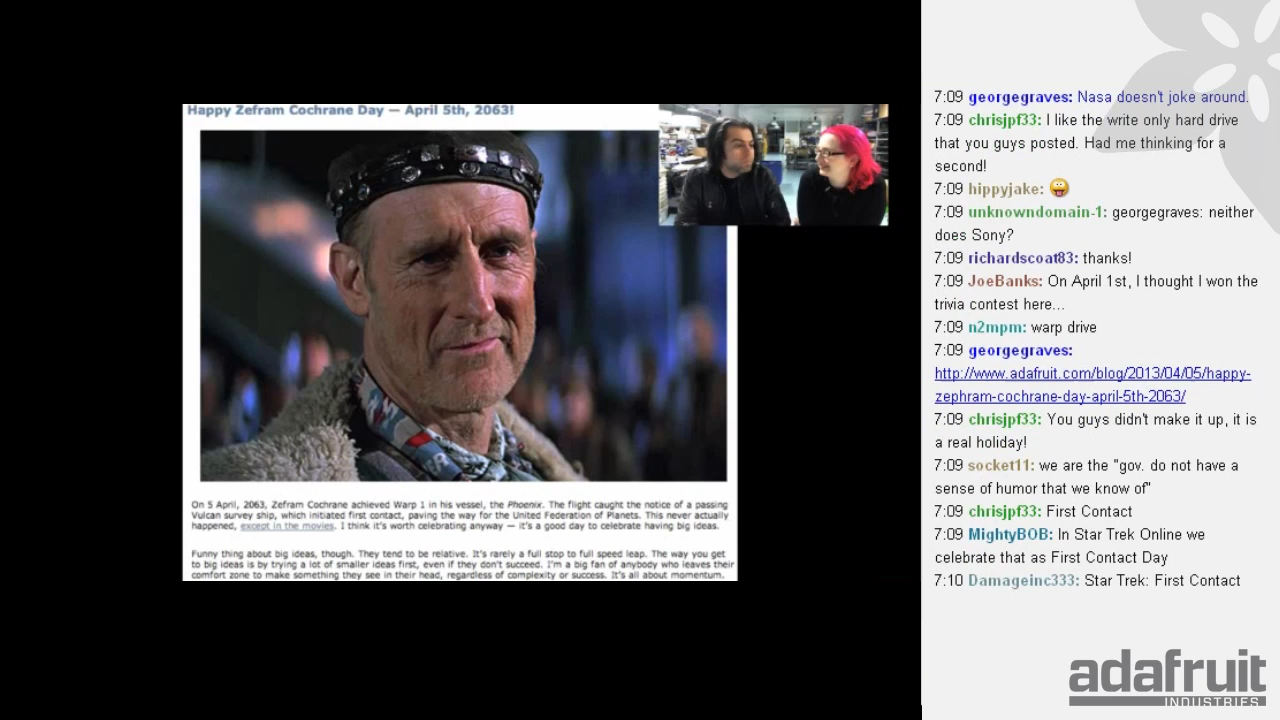 Happy Zefram Cochrane Day — April 5th, 2063!
On 5 April, 2063, Zefram Cochrane achieved Warp 1 in his vessel, the Phoenix. The flight caught the notice of a passing
Vulcan survey ship, which initiated first contact, paving the way for the United Federation of Planets. This never actually
happened, except in the movies. I think it's worth celebrating anyway — it's a good day to celebrate having big ideas.
Funny thing about big ideas, though. They tend to be relative. It's rarely a full stop to full speed leap. The way you get
to big ideas is by trying a lot of smaller ideas first, even if they don't succeed. I'm a big fan of anybody who leaves their
comfort zone to make something they see in their head, regardless of complexity or success. It's all about momentum.
7:09 georgegraves: Nasa doesn't joke around.
7:09 chrisjpf33: I like the write only hard drive
that you guys posted. Had me thinking for a
second!
7:09 hippyjake:
7:09 unknowndomain-1: georgegraves: neither
does Sony?
7:09 richardscoat83: thanks!
7:09 JoeBanks: On April 1st, I thought I won the
trivia contest here...
7:09 n2mpm: warp drive
7:09 georgegraves:
http://www.adafruit.com/blog/2013/04/05/happy-
zephram-cochrane-day-april-5th-2063/
7:09 chrisjpf33: You guys didn't make it up, it is
a real holiday!
7:09 socket11: we are the "gov. do not have a
sense of humor that we know of"
7:09 chrisjpf33: First Contact
7:09 MightyBOB: In Star Trek Online we
celebrate that as First Contact Day
7:10 Damageinc333: Star Trek: First Contact
adafruit
INDUSTRIES